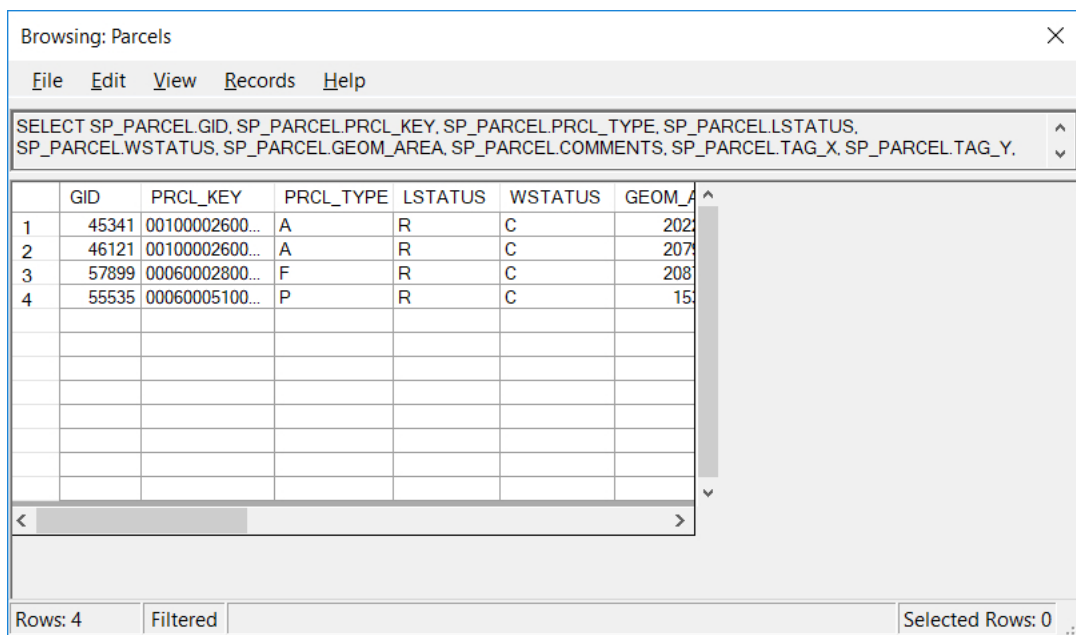 Browsing: Parcels
File Edit View Records Help
SELECT SP_PARCEL.GID, SP_PARCEL.PRCL_KEY, SP_PARCEL.PRCL_TYPE, SP_PARCEL.LSTATUS,
SP_PARCEL.WSTATUS, SP_PARCEL.GEOM_AREA, SP_PARCEL.COMMENTS, SP_PARCEL.TAG_X, SP_PARCEL.TAG_Y,
GID PRCL_KEY PRCL_TYPE LSTATUS WSTATUS
1 45341 00100002600... A R C
2 46121 00100002600... A R C
3 57899 00060002800... F R C
4 55535 00060005100... P R C
Rows: 4 Filtered Selected Rows: 0